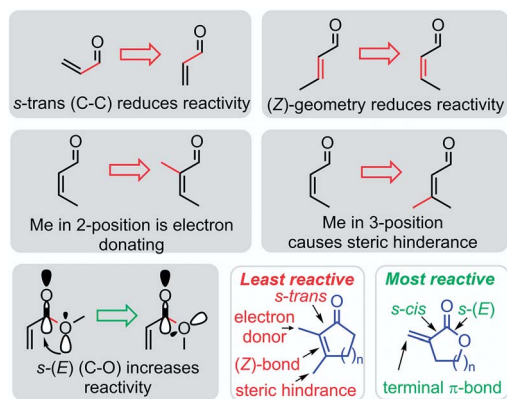 O
O
s-trans (C-C) reduces reactivity
O
O
(Z)-geometry reduces reactivity
O
O
Me in 2-position is electron
donating
O
O
Me in 3-position
causes steric hinderance
O
O
O
O
s-(E) (C-O) increases
reactivity
Least reactive
s-trans
O
electron
donor
)n
(Z)-bond
steric hindrance
Most reactive
s-cis
O
s-(E)
O
)n
terminal π-bond